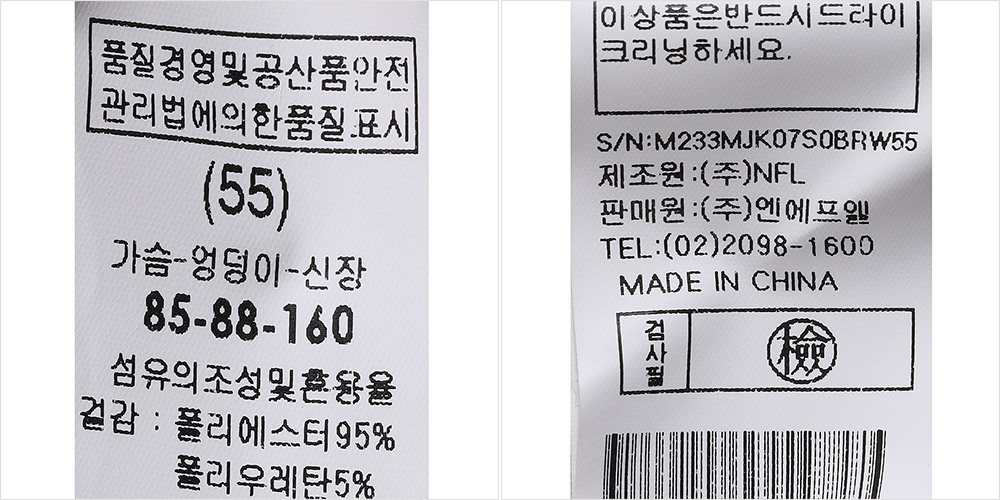 품질경영및공산품안전
관리법에의한품질표시
(55)
가슴-엉덩이-신장
85-88-160
섬유의조성및혼용율
겉감 : 폴리에스터95%
폴리우레탄5%
이상품은반드시드라이
크리닝하세요.
S/N:M233MJK07S0BRW55
제조원:(주)NFL
판매원:(주)엔에프엘
TEL:(02)2098-1600
MADE IN CHINA
검사필
檢